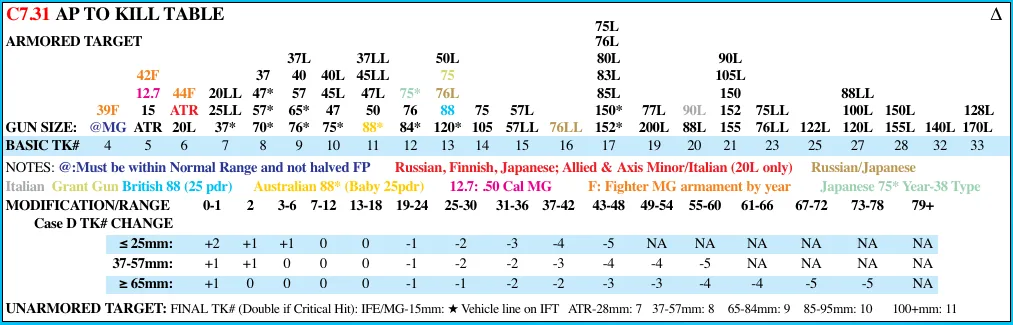 C7.31 AP TO KILL TABLE Δ
75L
ARMORED TARGET 76L
37L 37LL 50L 80L 90L
42F 37 40 40L 45LL 75 83L 105L
12.7 44F 20LL 47* 57 45L 47L 75* 76L 85L 150 88LL
39F 15 ATR 25LL 57* 65* 47 50 76 88 75 57L 150* 77L 90L 152 75LL 100L 150L 128L
GUN SIZE: @MG ATR 20L 37* 70* 76* 75* 88* 84* 120* 105 57LL 76LL 152* 200L 88L 155 76LL 122L 120L 155L 140L 170L
BASIC TK# 4 5 6 7 8 9 10 11 12 13 14 15 16 17 19 20 21 23 25 27 28 32 33
NOTES: @:Must be within Normal Range and not halved FP Russian, Finnish, Japanese; Allied & Axis Minor/Italian (20L only) Russian/Japanese
Italian Grant Gun British 88 (25 pdr) Australian 88* (Baby 25pdr) 12.7: .50 Cal MG F: Fighter MG armament by year Japanese 75* Year-38 Type
MODIFICATION/RANGE 0-1 2 3-6 7-12 13-18 19-24 25-30 31-36 37-42 43-48 49-54 55-60 61-66 67-72 73-78 79+
Case D TK# CHANGE
≤ 25mm: +2 +1 +1 0 0 -1 -2 -3 -4 -5 NA NA NA NA NA NA
37-57mm: +1 +1 0 0 0 -1 -2 -2 -3 -4 -4 -5 NA NA NA NA
≥ 65mm: +1 0 0 0 0 -1 -1 -2 -2 -3 -3 -4 -4 -5 -5 NA
UNARMORED TARGET: FINAL TK# (Double if Critical Hit): IFE/MG-15mm: ★ Vehicle line on IFT ATR-28mm: 7 37-57mm: 8 65-84mm: 9 85-95mm: 10 100+mm: 11